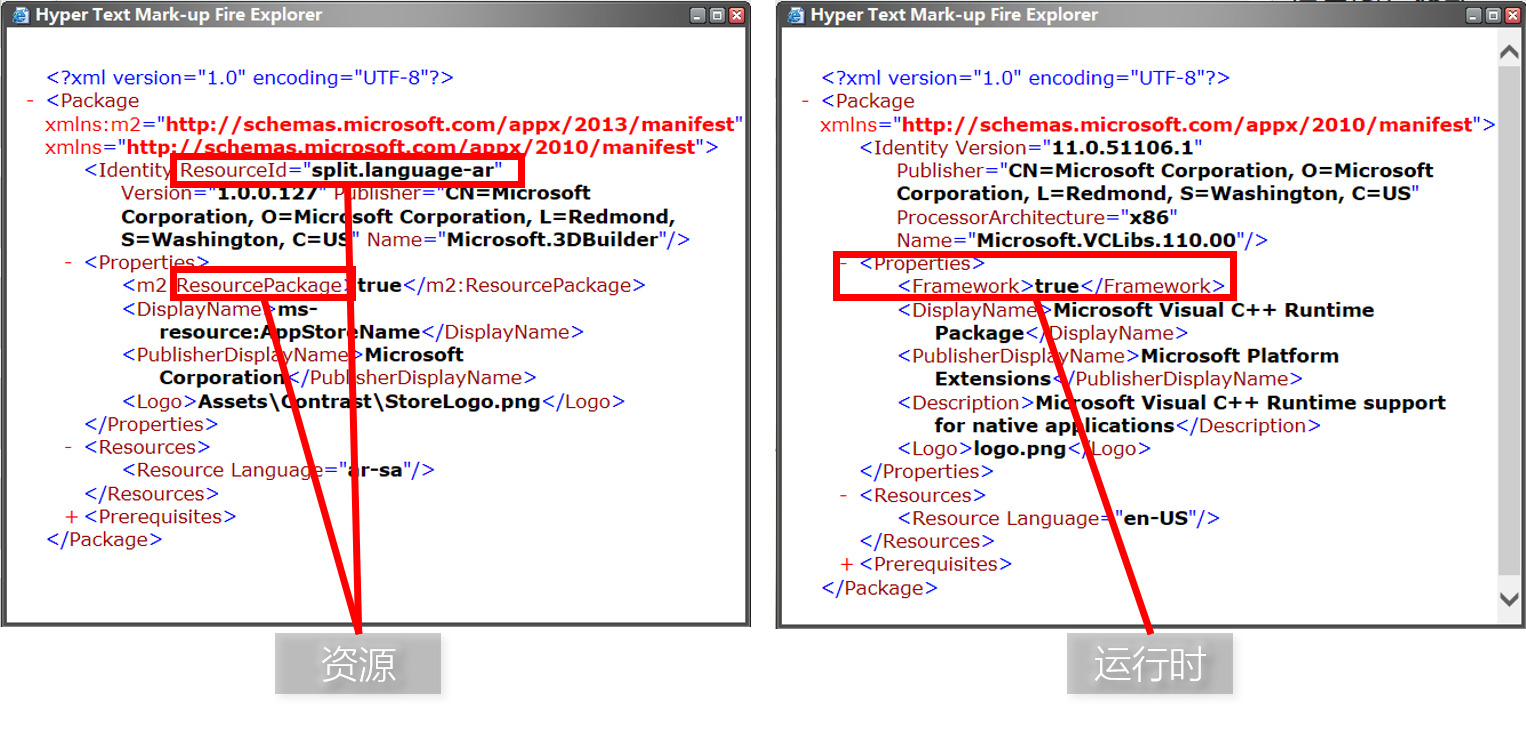 Hyper Text Mark-up Fire Explorer
<?xml version="1.0" encoding="UTF-8"?>
- <Package
xmlns:m2="http://schemas.microsoft.com/appx/2013/manifest"
xmlns="http://schemas.microsoft.com/appx/2010/manifest">
<Identity ResourceId="split.language-ar"
Version="1.0.0.127" Publisher="CN=Microsoft
Corporation, O=Microsoft Corporation, L=Redmond,
S=Washington, C=US" Name="Microsoft.3DBuilder"/>
- <Properties>
<m2:ResourcePackage>true</m2:ResourcePackage>
<DisplayName>ms-
resource:AppStoreName</DisplayName>
<PublisherDisplayName>Microsoft
Corporation</PublisherDisplayName>
<Logo>Assets\Contrast\StoreLogo.png</Logo>
</Properties>
- <Resources>
<Resource Language="ar-sa"/>
</Resources>
+ <Prerequisites>
</Package>
资源
Hyper Text Mark-up Fire Explorer
<?xml version="1.0" encoding="UTF-8"?>
- <Package
xmlns="http://schemas.microsoft.com/appx/2010/manifest">
<Identity Version="11.0.51106.1"
Publisher="CN=Microsoft Corporation, O=Microsoft
Corporation, L=Redmond, S=Washington, C=US"
ProcessorArchitecture="x86"
Name="Microsoft.VCLibs.110.00"/>
- <Properties>
<Framework>true</Framework>
<DisplayName>Microsoft Visual C++ Runtime
Package</DisplayName>
<PublisherDisplayName>Microsoft Platform
Extensions</PublisherDisplayName>
<Description>Microsoft Visual C++ Runtime support
for native applications</Description>
<Logo>logo.png</Logo>
</Properties>
- <Resources>
<Resource Language="en-US"/>
</Resources>
+ <Prerequisites>
</Package>
运行时